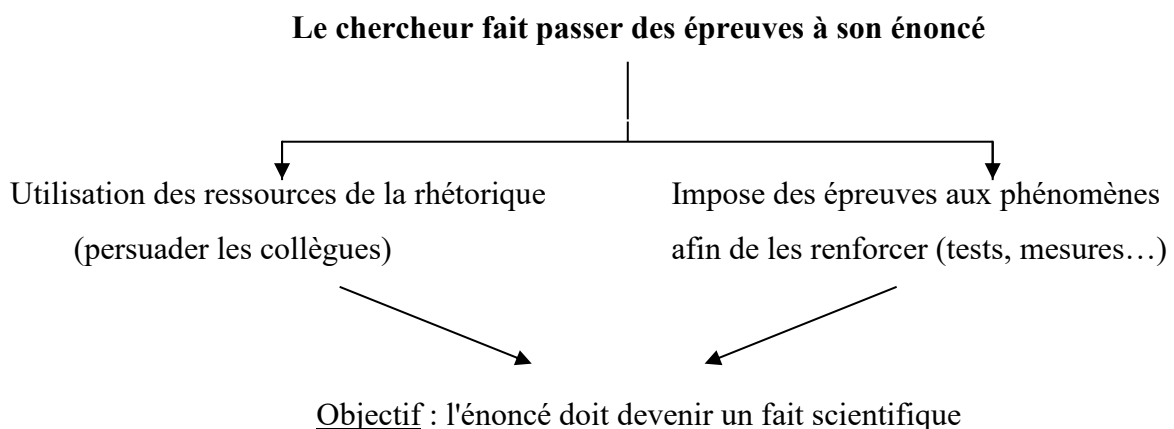 Le chercheur fait passer des épreuves à son énoncé
Utilisation des ressources de la rhétorique
(persuader les collègues)
Impose des épreuves aux phénomènes
afin de les renforcer (tests, mesures…)
Objectif : l'énoncé doit devenir un fait scientifique